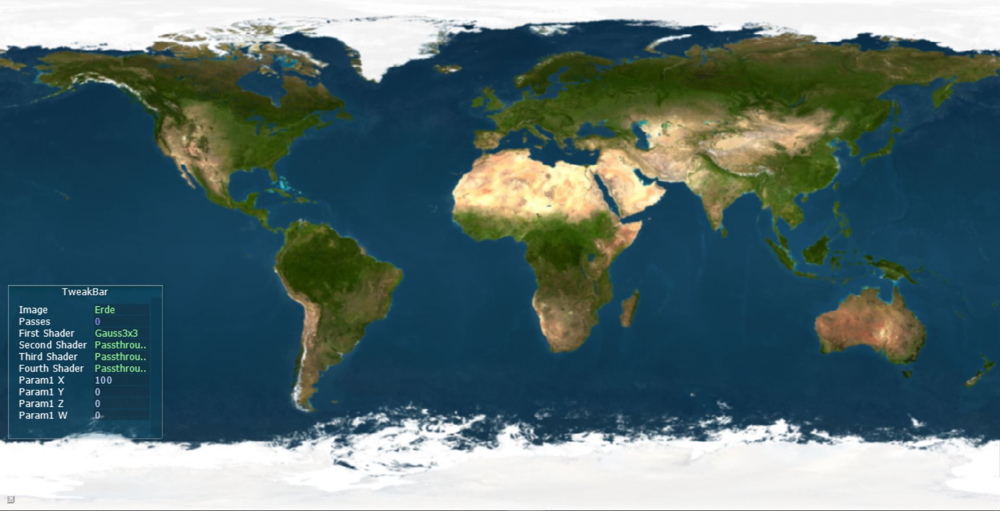 TweakBar
Image Erde
Passes 0
First Shader Gauss3x3
Second Shader Passthrou..
Third Shader Passthrou..
Fourth Shader Passthrou..
Param1 X 100
Param1 Y 0
Param1 Z 0
Param1 W 0